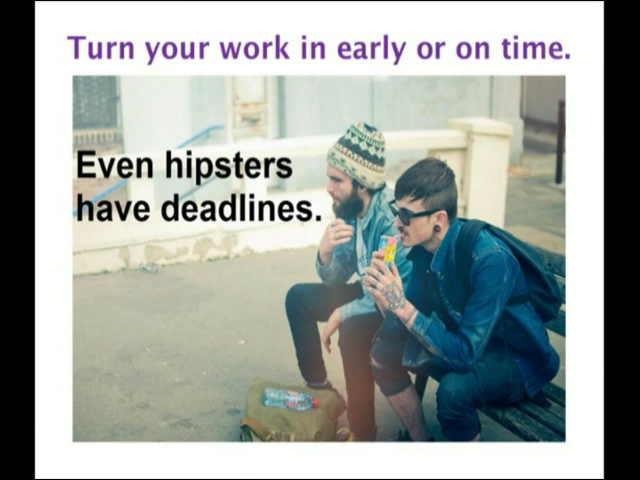 Turn your work in early or on time.
Even hipsters
have deadlines.